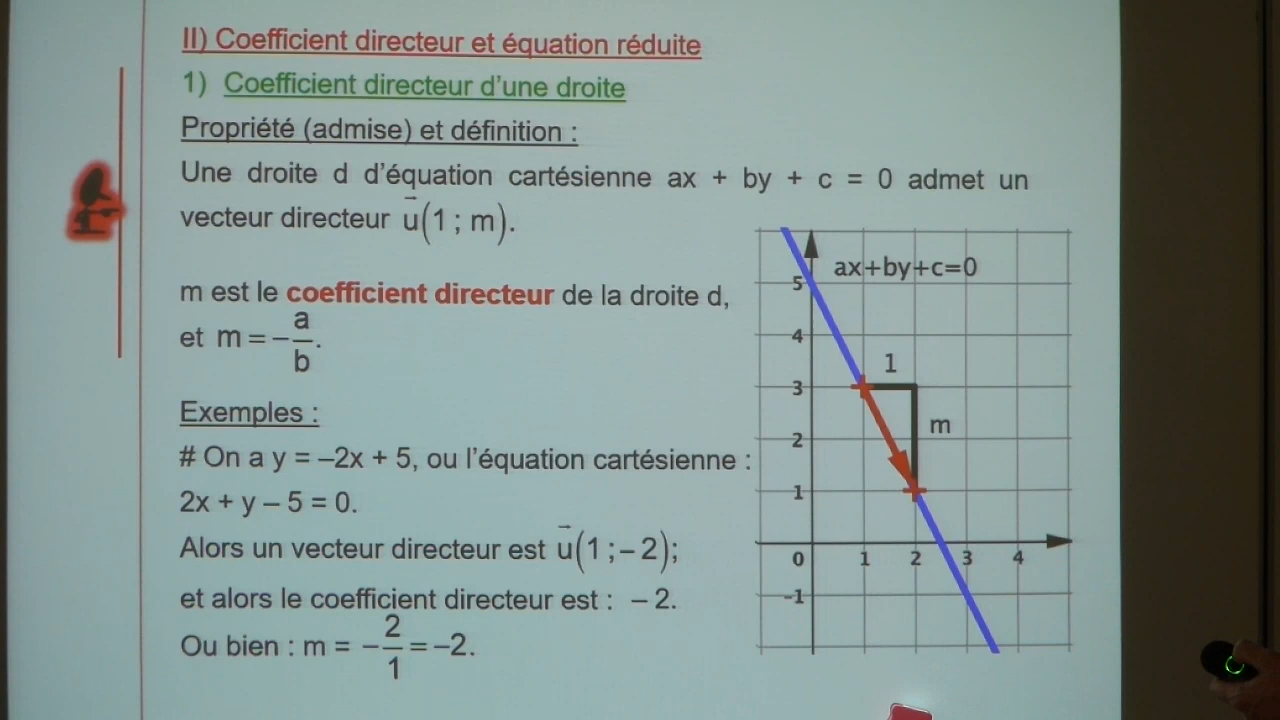 II) Coefficient directeur et équation réduite
1) Coefficient directeur d'une droite
Propriété (admise) et définition :
Une droite d d'équation cartésienne ax + by + c = 0 admet un
vecteur directeur u⃗(1 ; m).
m est le coefficient directeur de la droite d,
et m = −a/b.
Exemples :
# On a y = –2x + 5, ou l'équation cartésienne :
2x + y – 5 = 0.
Alors un vecteur directeur est u⃗(1 ;– 2);
et alors le coefficient directeur est : – 2.
Ou bien : m = −2/1 = –2.
ax+by+c=0
5
4
1
3
m
2
1
0 1 2 3 4
−1